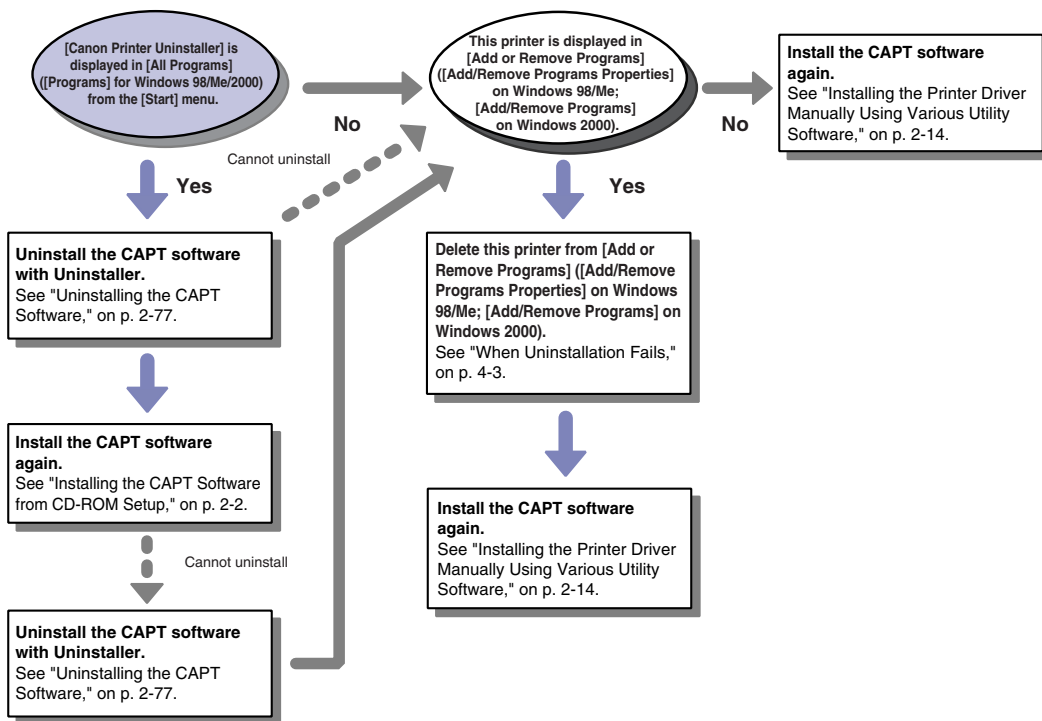 [Canon Printer Uninstaller] is
displayed in [All Programs]
([Programs] for Windows 98/Me/2000)
from the [Start] menu.
No
Cannot uninstall
Yes
Uninstall the CAPT software
with Uninstaller.
See "Uninstalling the CAPT
Software," on p. 2-77.
Install the CAPT software
again.
See "Installing the CAPT Software
from CD-ROM Setup," on p. 2-2.
Cannot uninstall
Uninstall the CAPT software
with Uninstaller.
See "Uninstalling the CAPT
Software," on p. 2-77.
This printer is displayed in
[Add or Remove Programs]
([Add/Remove Programs Properties]
on Windows 98/Me;
[Add/Remove Programs]
on Windows 2000).
No
Yes
Delete this printer from [Add or
Remove Programs] ([Add/Remove
Programs Properties] on Windows
98/Me; [Add/Remove Programs] on
Windows 2000).
See "When Uninstallation Fails,"
on p. 4-3.
Install the CAPT software
again.
See "Installing the Printer Driver
Manually Using Various Utility
Software," on p. 2-14.
Install the CAPT software
again.
See "Installing the Printer Driver
Manually Using Various Utility
Software," on p. 2-14.